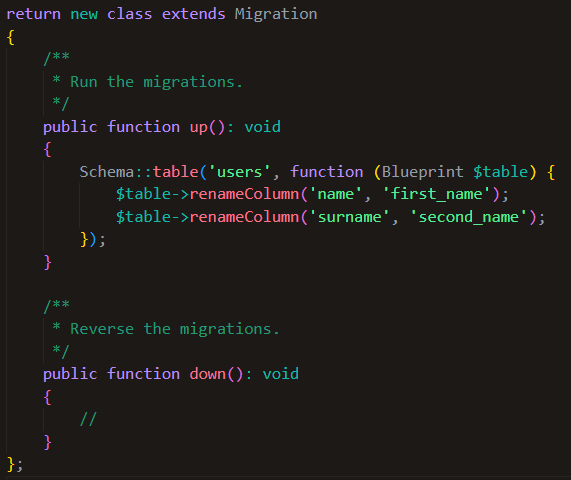 return new class extends Migration
{
    /**
     * Run the migrations.
     */
    public function up(): void
    {
        Schema::table('users', function (Blueprint $table) {
            $table->renameColumn('name', 'first_name');
            $table->renameColumn('surname', 'second_name');
        });
    }

    /**
     * Reverse the migrations.
     */
    public function down(): void
    {
        //
    }
};